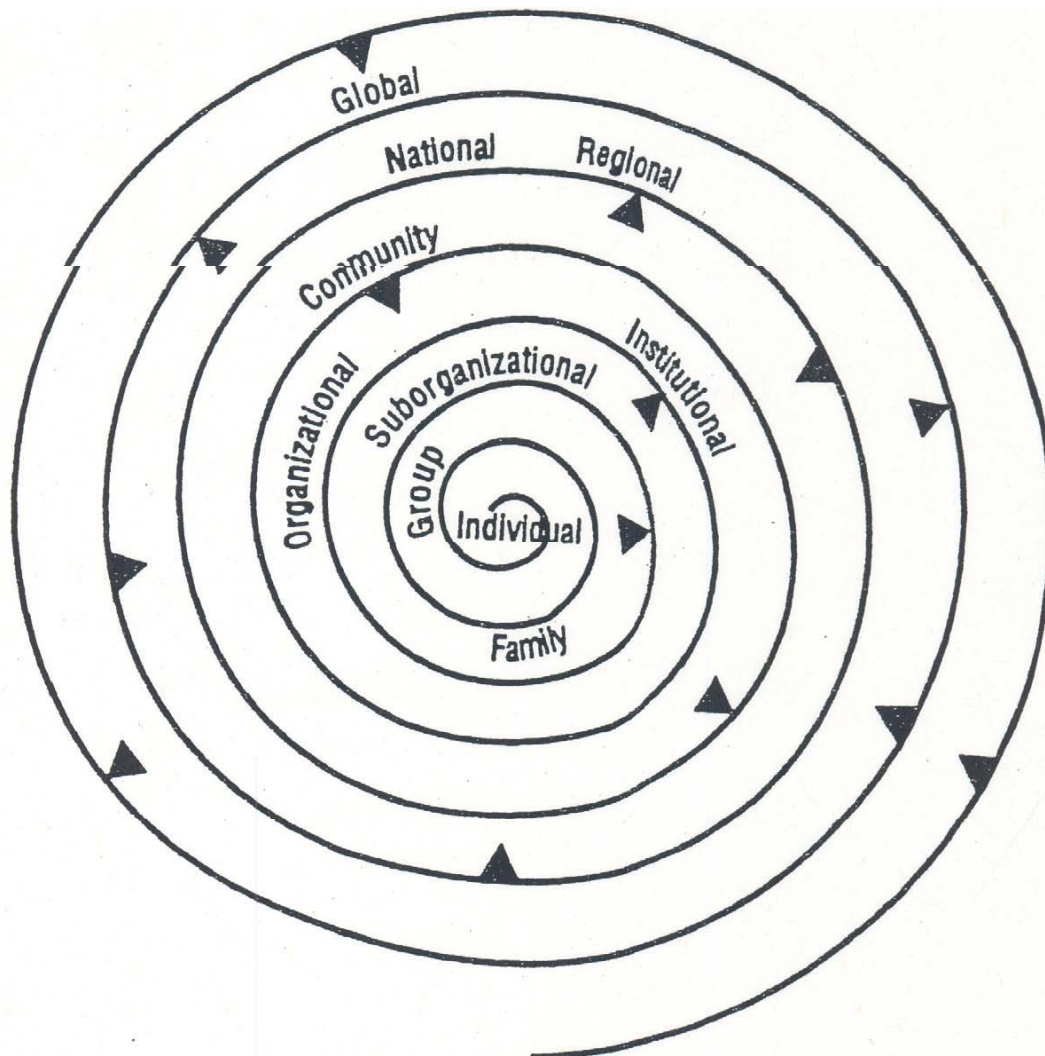 Global
National
Regional
Community
Institutional
Organizational
Suborganizational
Group
Individual
Family